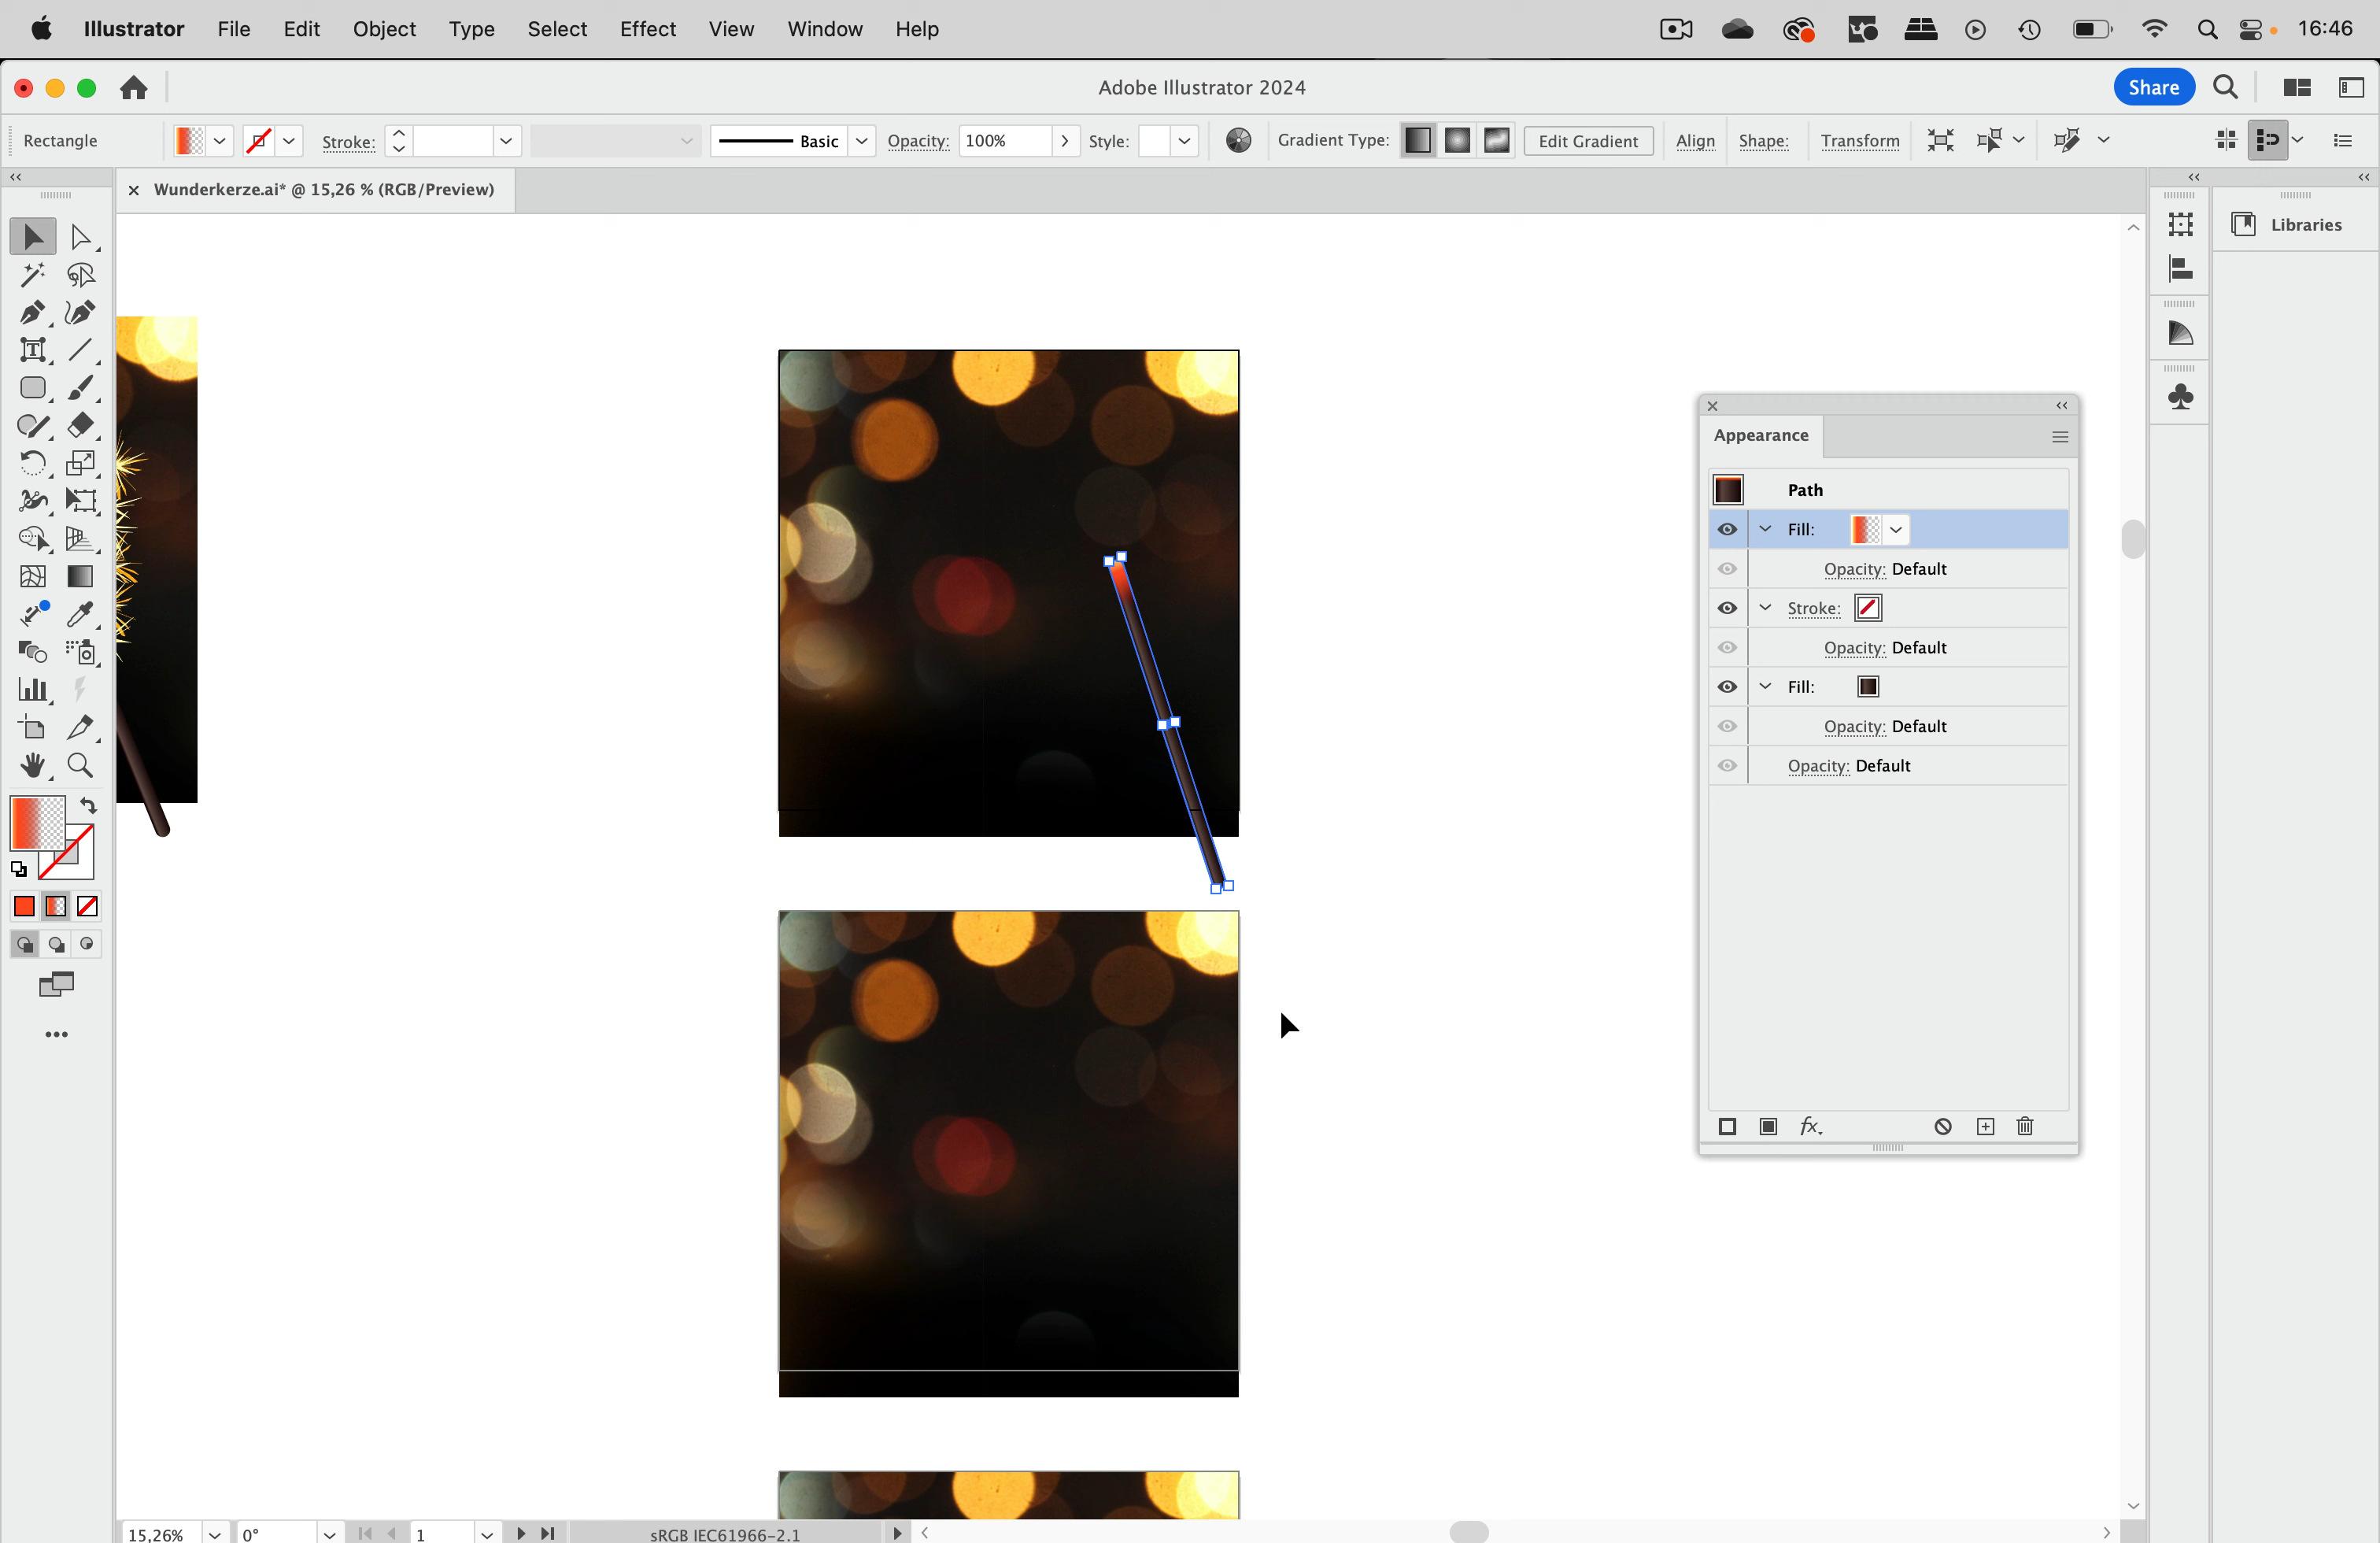 Illustrator File Edit Object Type Select Effect View Window Help 16:46
Adobe Illustrator 2024 Share
Rectangle Stroke: Basic Opacity: 100% Style: Gradient Type: Edit Gradient Align Shape: Transform
Wunderkerze.ai* @ 15,26 % (RGB/Preview)
Libraries
Appearance
Path
Fill:
Opacity: Default
Stroke:
Opacity: Default
Fill:
Opacity: Default
Opacity: Default
fx
15,26% 0° 1 sRGB IEC61966-2.1